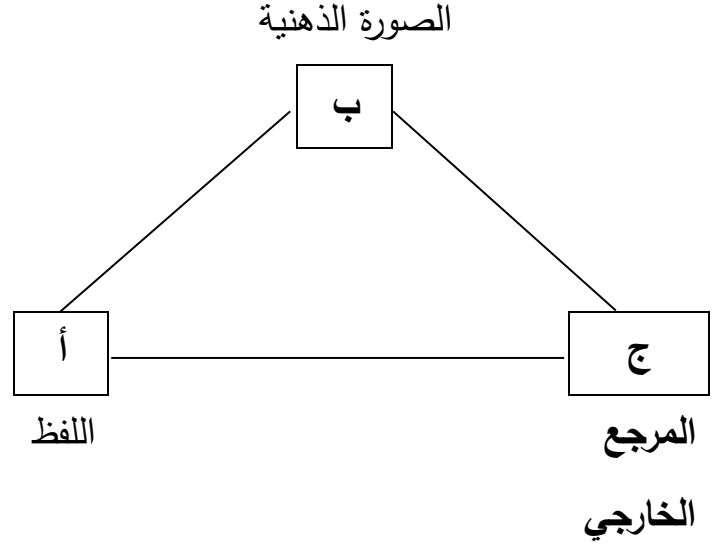 الصورة الذهنية
ب
ج
أ
المرجع
اللفظ
الخارجي